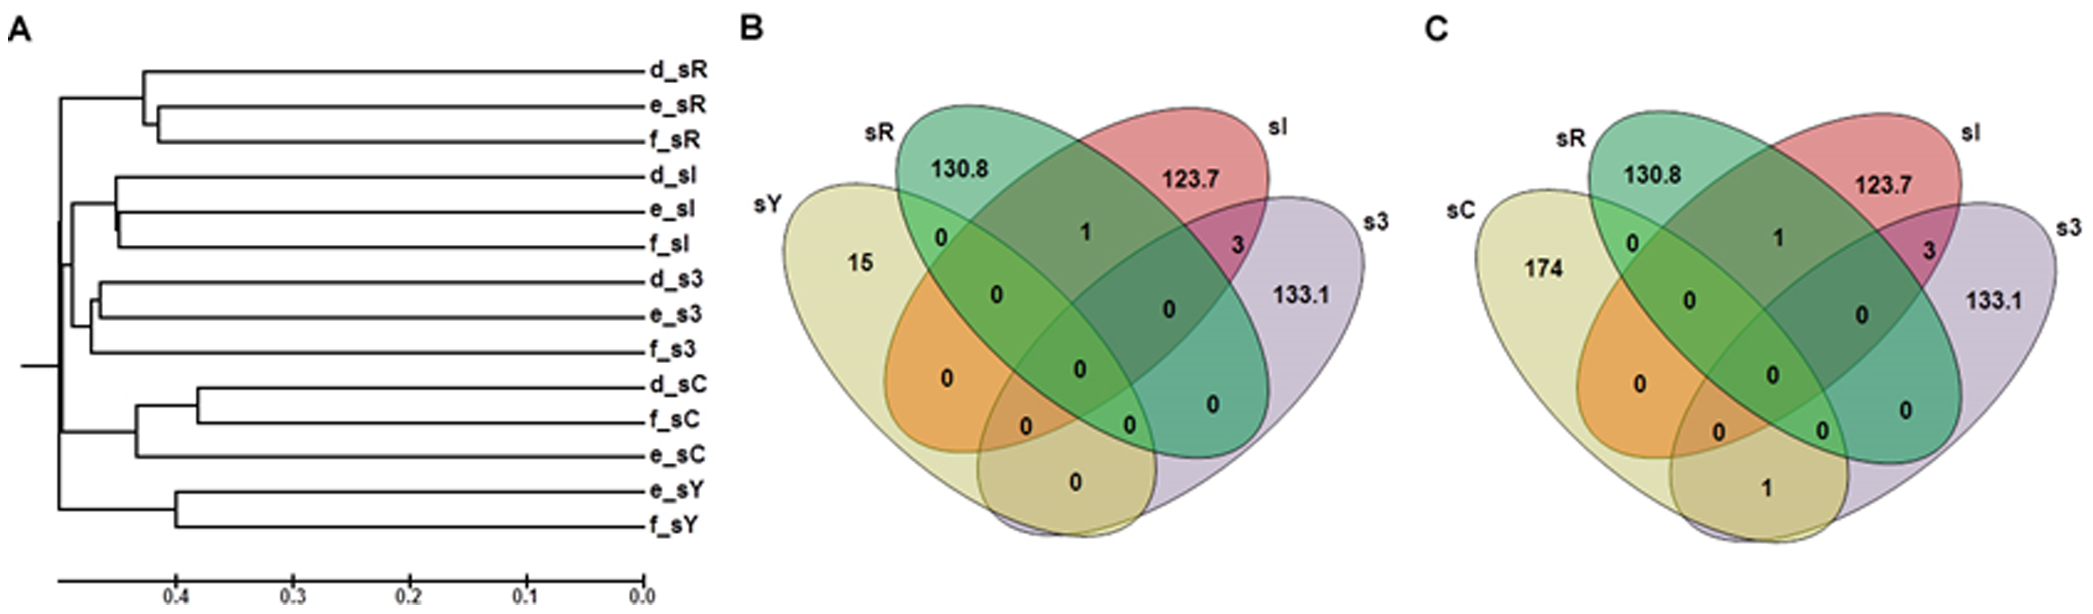 A
d_sR
e_sR
f_sR
d_sI
e_sI
f_sI
d_s3
e_s3
f_s3
d_sC
f_sC
e_sC
e_sY
f_sY
0.4 0.3 0.2 0.1 0.0
B
sR sI
sY s3
130.8 123.7
15 0 1 3
0 0 133.1
0 0 0
0 0
0
C
sR sI
sC s3
130.8 123.7
174 0 1 3
0 0 133.1
0 0 0
0 0
1